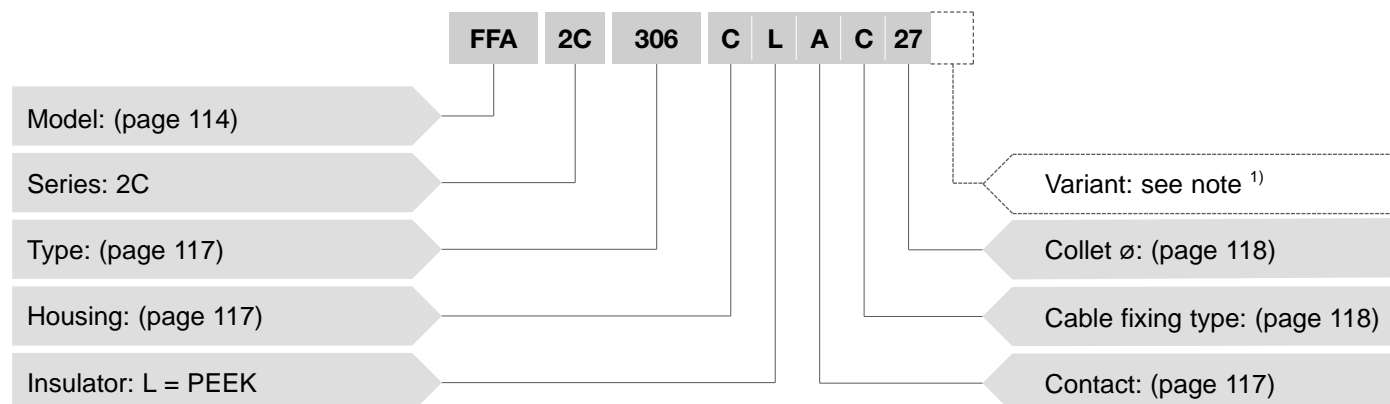 FFA 2C 306 C L A C 27
Model: (page 114)
Series: 2C
Type: (page 117)
Housing: (page 117)
Insulator: L = PEEK
Variant: see note 1)
Collet ø: (page 118)
Cable fixing type: (page 118)
Contact: (page 117)